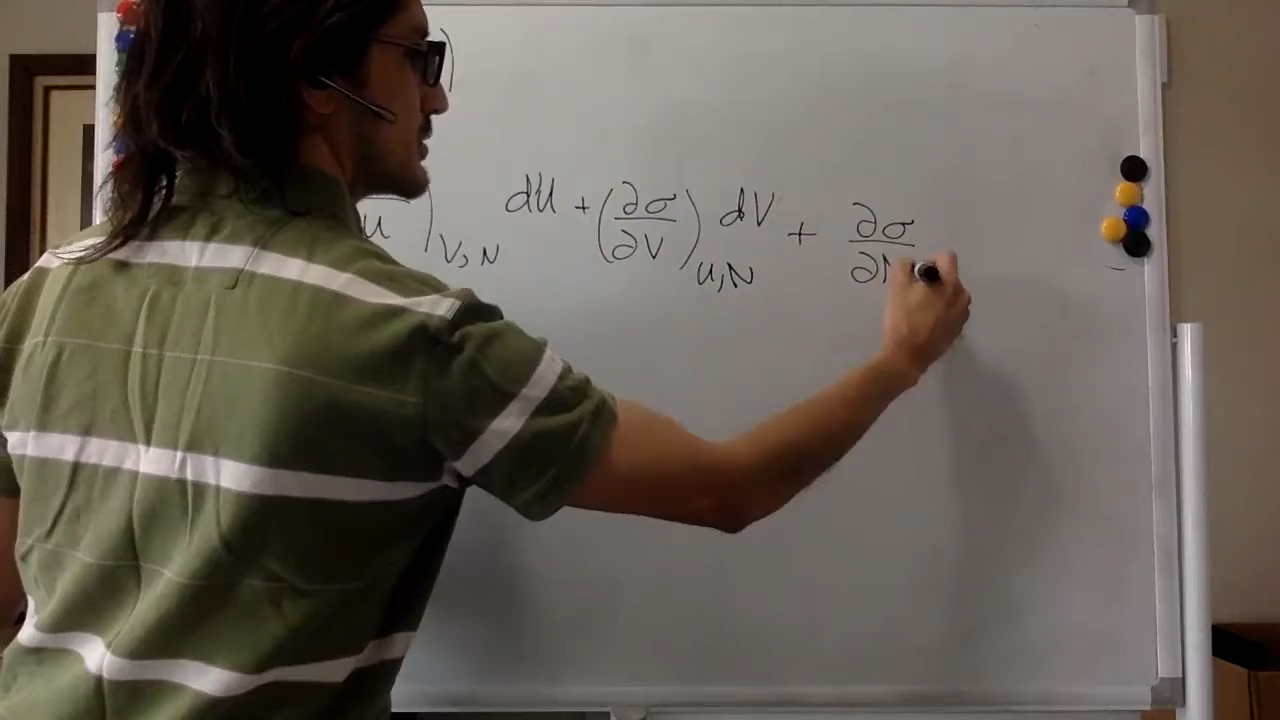 )
u)_{V,N} dU + (∂σ/∂V)_{U,N} dV + ∂σ/∂N